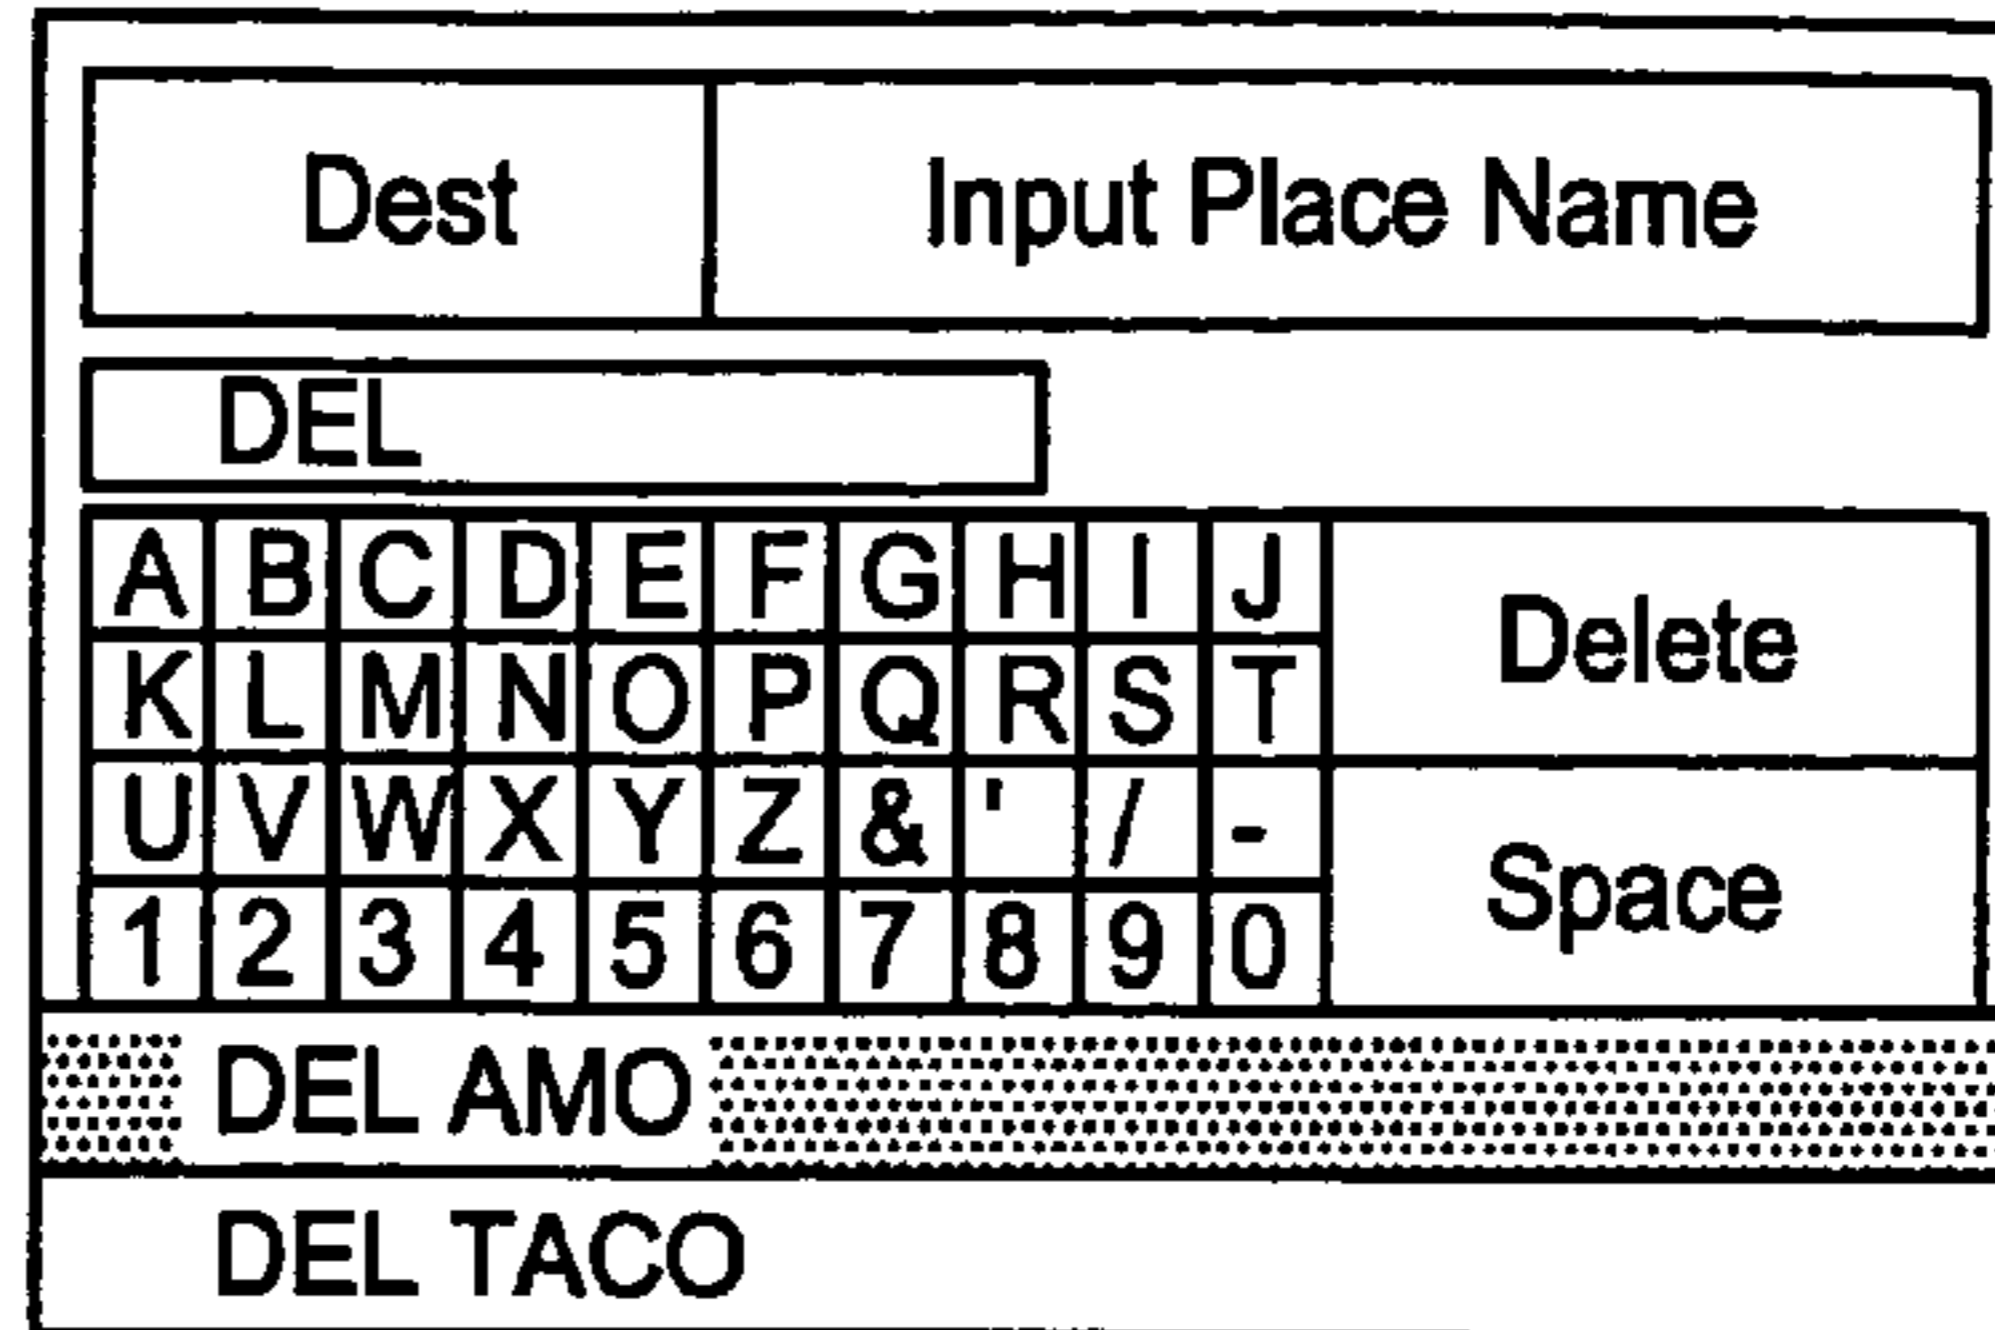 Dest Input Place Name
DEL
A B C D E F G H I J
Delete
K L M N O P Q R S T
U V W X Y Z & ' / -
Space
1 2 3 4 5 6 7 8 9 0
DEL AMO
DEL TACO